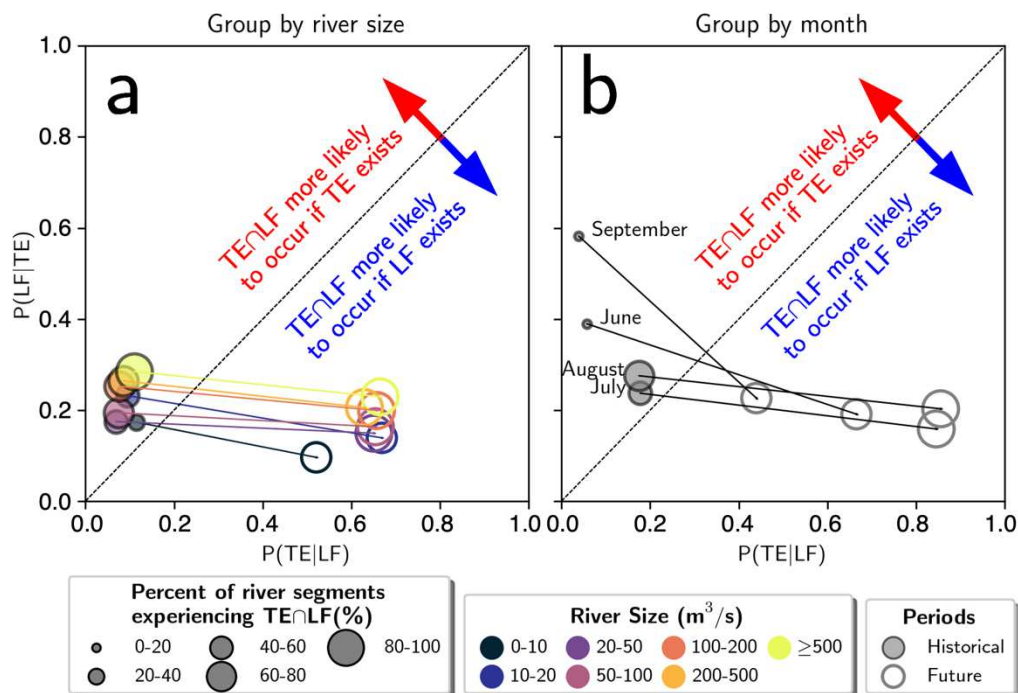 Group by river size
1.0
0.8
0.6
0.4
0.2
0.0
P(LF|TE)
a
TE∩LF more likely
to occur if TE exists
TE∩LF more likely
to occur if LF exists
0.0 0.2 0.4 0.6 0.8 1.0
P(TE|LF)
Group by month
b
TE∩LF more likely
to occur if TE exists
TE∩LF more likely
to occur if LF exists
September
June
August
July
0.0 0.2 0.4 0.6 0.8 1.0
P(TE|LF)
Percent of river segments
experiencing TE∩LF(%)
0-20 40-60 80-100
20-40 60-80
River Size (m³/s)
0-10 20-50 100-200 ≥500
10-20 50-100 200-500
Periods
Historical
Future